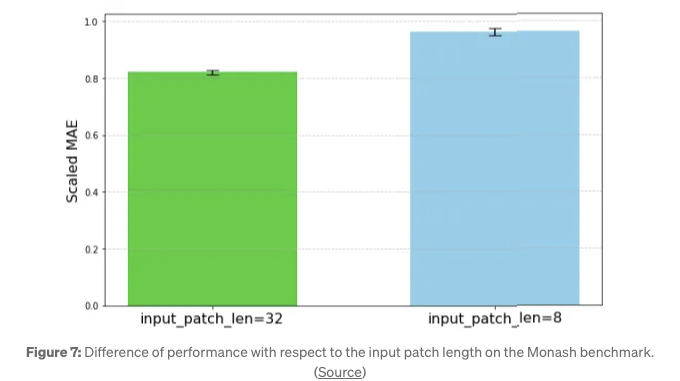 1.0
0.8
0.6
0.4
0.2
0.0
Scaled MAE
input_patch_len=32
input_patch_len=8
Figure 7: Difference of performance with respect to the input patch length on the Monash benchmark.
(Source)